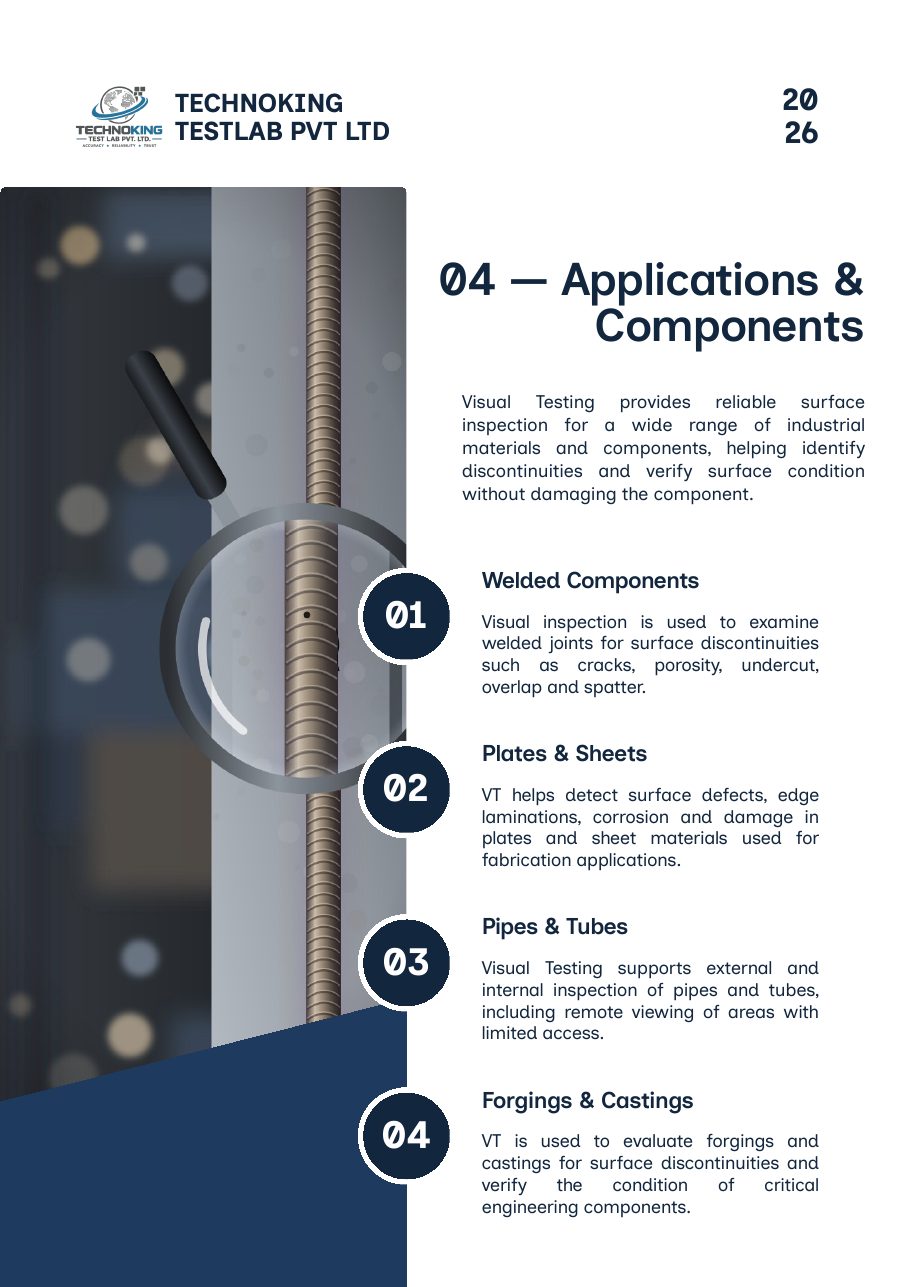 TECHNOKING
TEST LAB PVT. LTD.
ACCURACY • RELIABILITY • TRUST
TECHNOKING
TESTLAB PVT LTD
20
26
04 — Applications &
Components
Visual Testing provides reliable surface
inspection for a wide range of industrial
materials and components, helping identify
discontinuities and verify surface condition
without damaging the component.
01
Welded Components
Visual inspection is used to examine
welded joints for surface discontinuities
such as cracks, porosity, undercut,
overlap and spatter.
02
Plates & Sheets
VT helps detect surface defects, edge
laminations, corrosion and damage in
plates and sheet materials used for
fabrication applications.
03
Pipes & Tubes
Visual Testing supports external and
internal inspection of pipes and tubes,
including remote viewing of areas with
limited access.
04
Forgings & Castings
VT is used to evaluate forgings and
castings for surface discontinuities and
verify the condition of critical
engineering components.